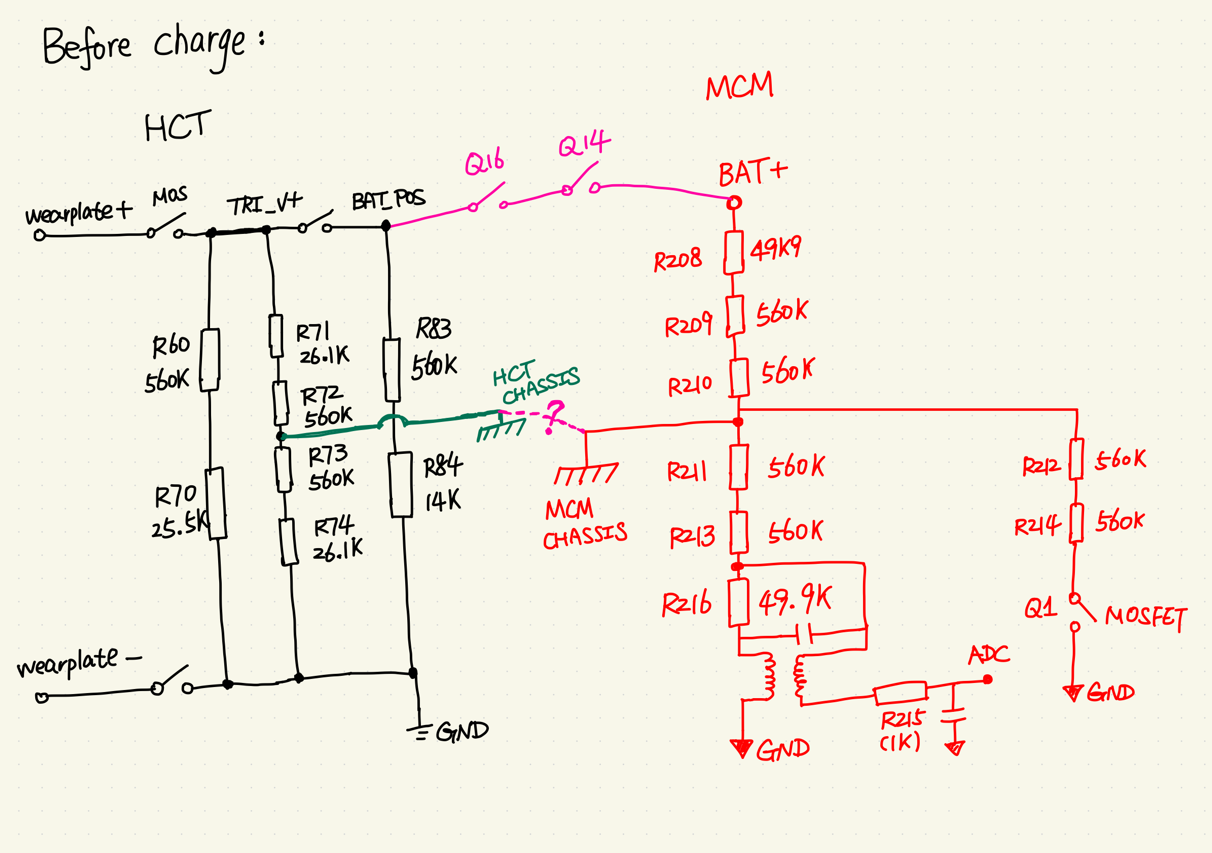 Before charge:
HCT
MCM
wearplate+
MOS
TRI_V+
BAT_POS
Q16
Q14
BAT+
R208
49K9
R209
560K
R210
560K
R60
560K
R71
26.1K
R83
560K
R72
560K
HCT
CHASSIS
?
R73
560K
R84
14K
R70
25.5K
R74
26.1K
MCM
CHASSIS
R211
560K
R213
560K
R212
560K
R214
560K
R216
49.9K
Q1
MOSFET
wearplate -
GND
GND
R215
(1K)
ADC
GND